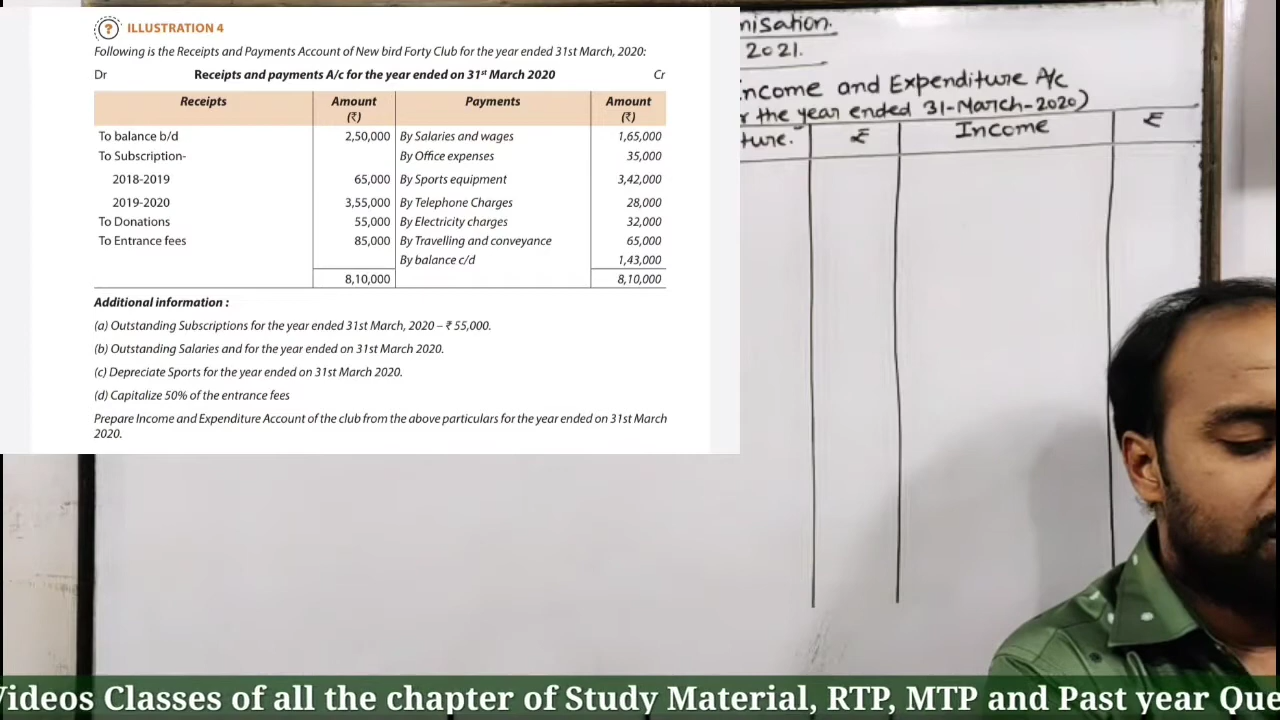 ? ILLUSTRATION 4
Following is the Receipts and Payments Account of New bird Forty Club for the year ended 31st March, 2020:
Dr Receipts and payments A/c for the year ended on 31st March 2020 Cr
Receipts Amount (₹) Payments Amount (₹)
To balance b/d 2,50,000 By Salaries and wages 1,65,000
To Subscription- By Office expenses 35,000
2018-2019 65,000 By Sports equipment 3,42,000
2019-2020 3,55,000 By Telephone Charges 28,000
To Donations 55,000 By Electricity charges 32,000
To Entrance fees 85,000 By Travelling and conveyance 65,000
By balance c/d 1,43,000
8,10,000 8,10,000
Additional information :
(a) Outstanding Subscriptions for the year ended 31st March, 2020 – ₹ 55,000.
(b) Outstanding Salaries and for the year ended on 31st March 2020.
(c) Depreciate Sports for the year ended on 31st March 2020.
(d) Capitalize 50% of the entrance fees
Prepare Income and Expenditure Account of the club from the above particulars for the year ended on 31st March
2020.
nisation.
2021.
ncome and Expenditure A/c
r the year ended 31-March-2020)
ture. ₹ Income ₹
Videos Classes of all the chapter of Study Material, RTP, MTP and Past year Que